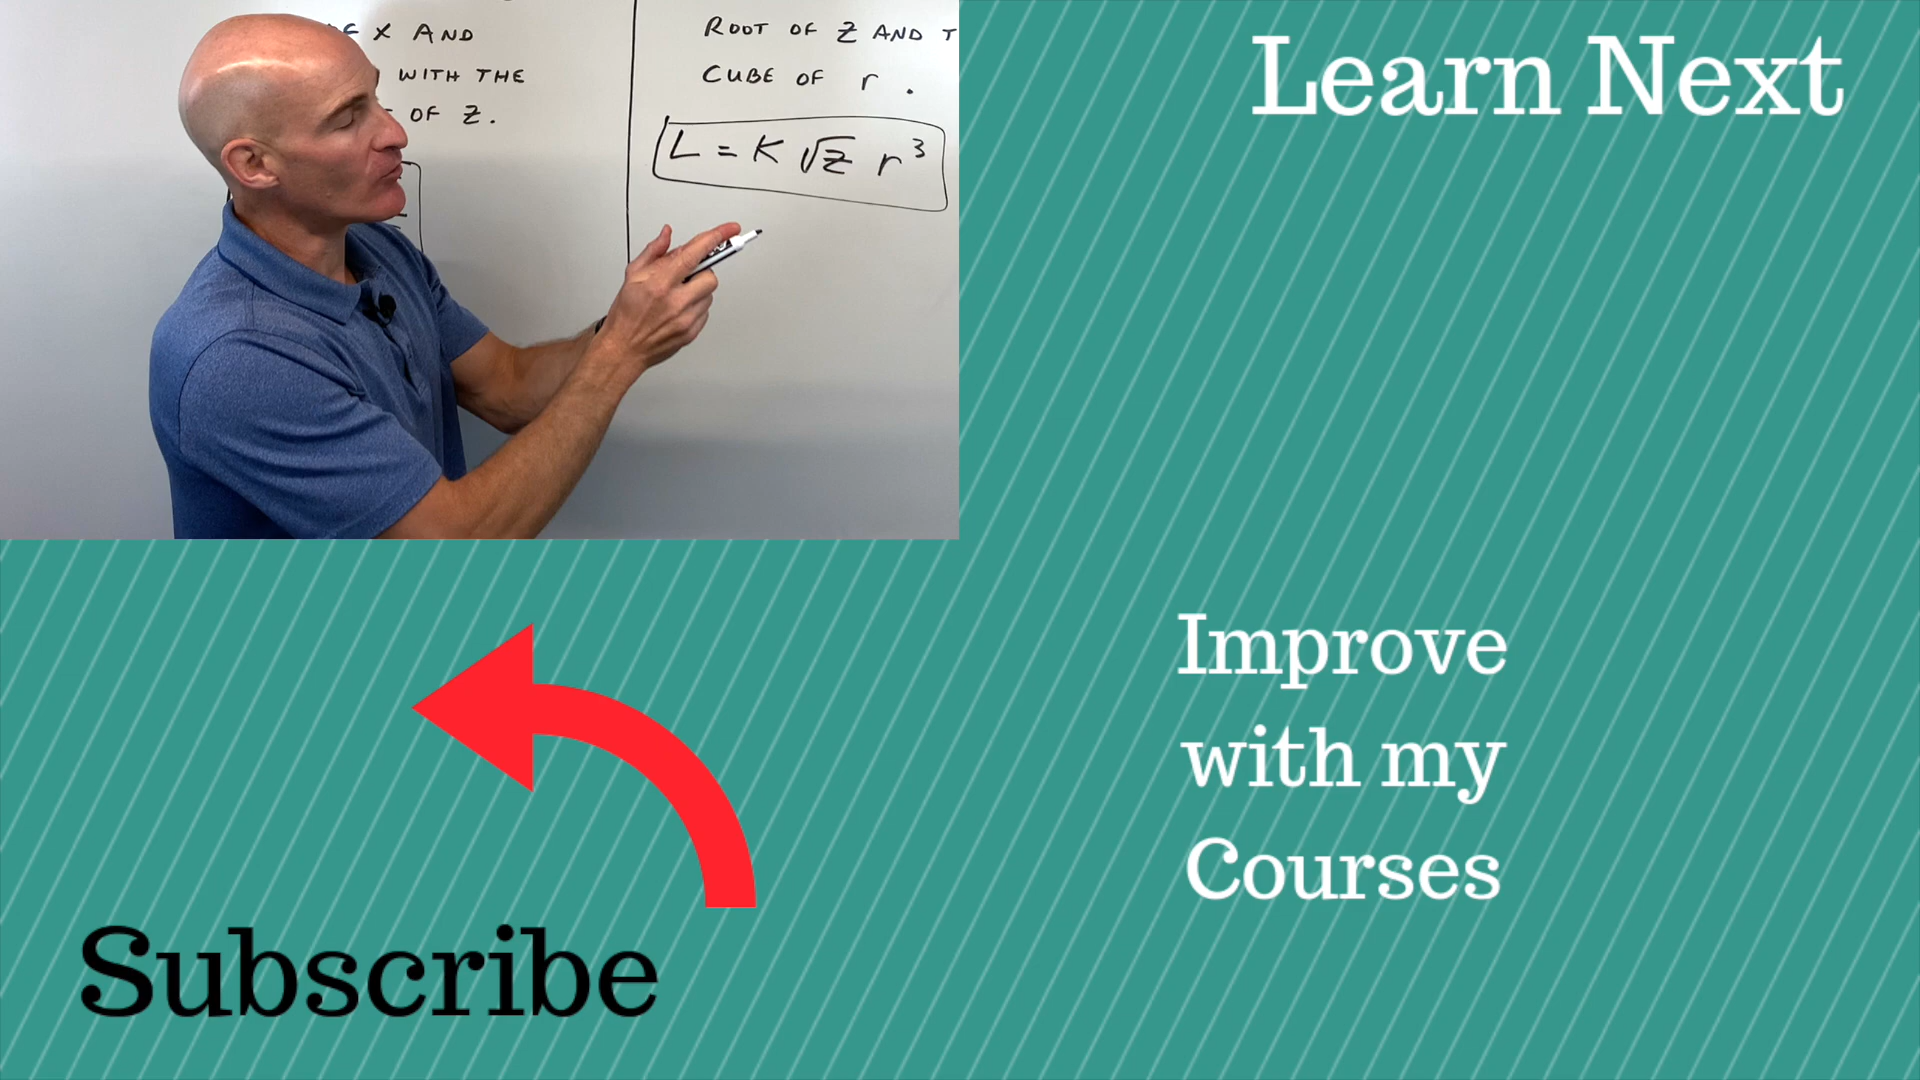 X AND
WITH THE
OF Z.
ROOT OF Z AND T
CUBE OF r.
L = K √Z r³
Learn Next
Improve
with my
Courses
Subscribe